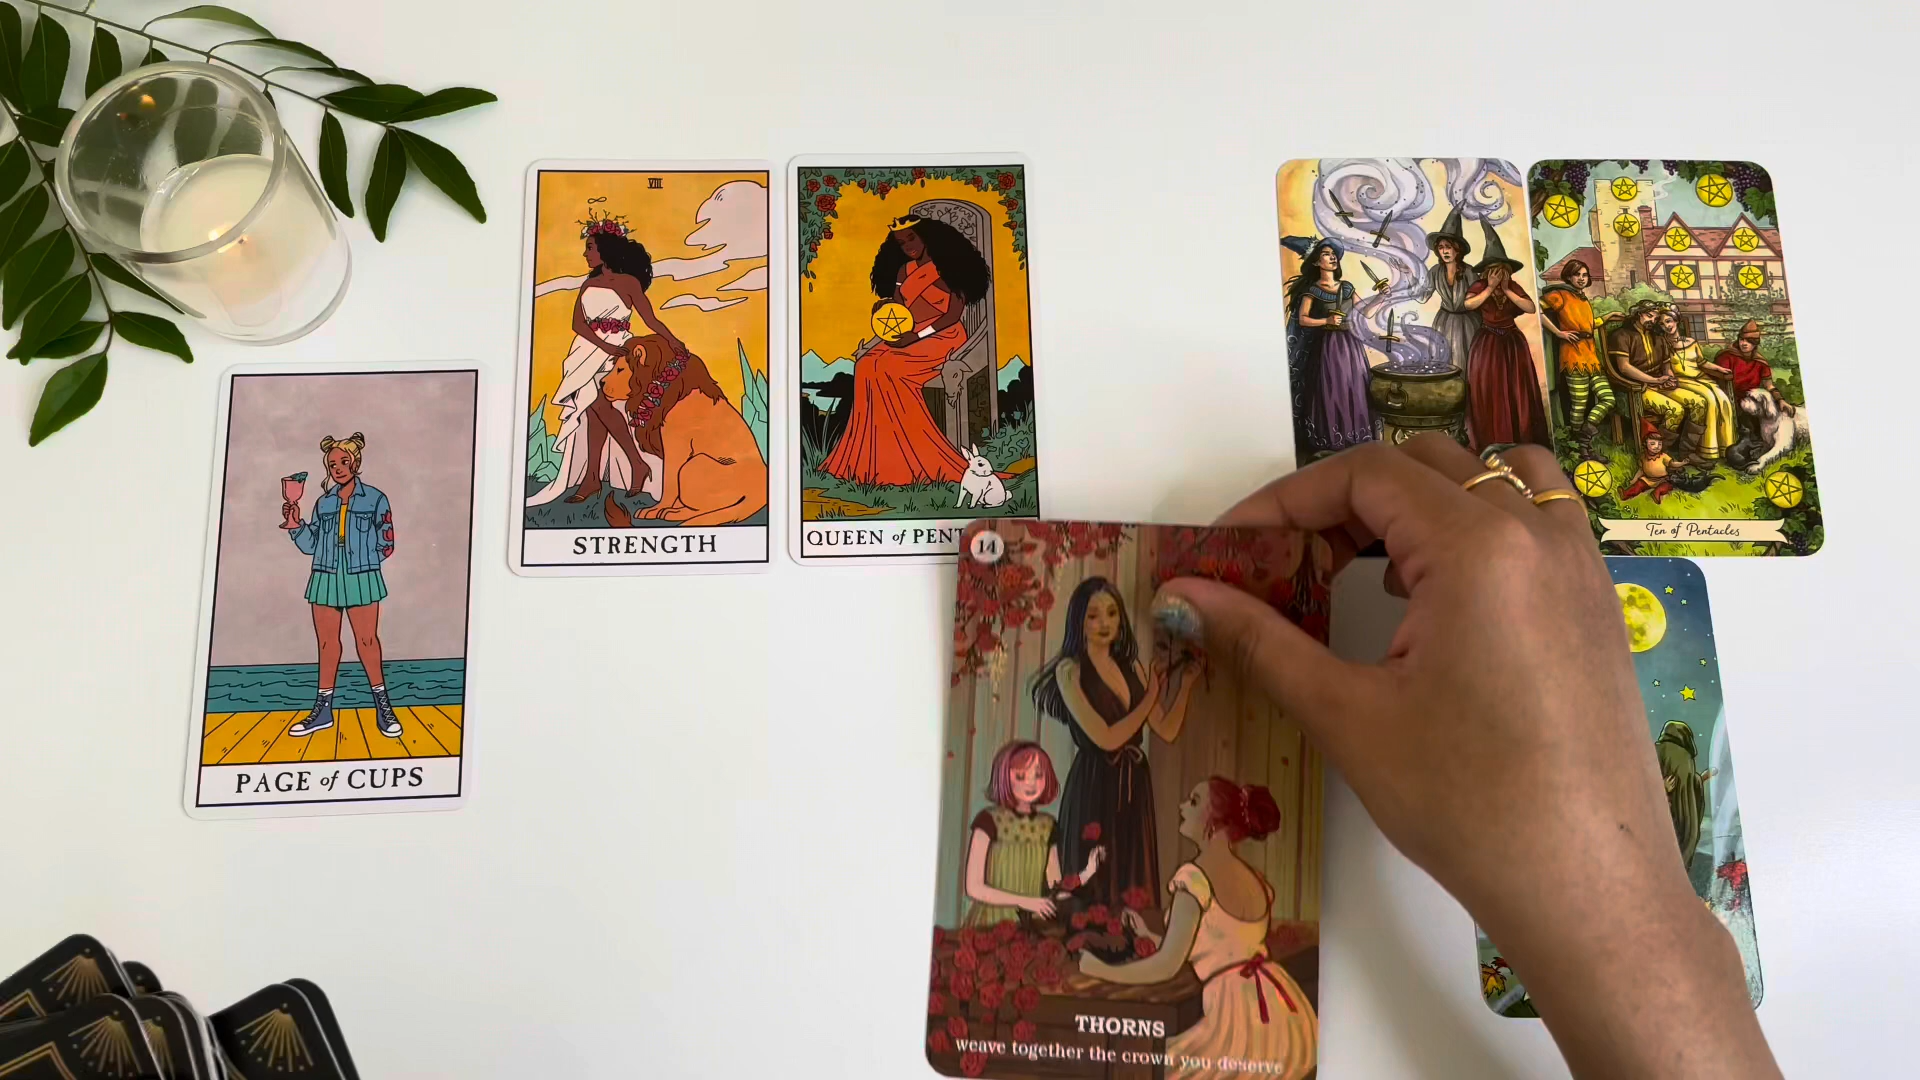 VIII
STRENGTH
QUEEN of PENT
Ten of Pentacles
PAGE of CUPS
14
THORNS
weave together the crown you deserve